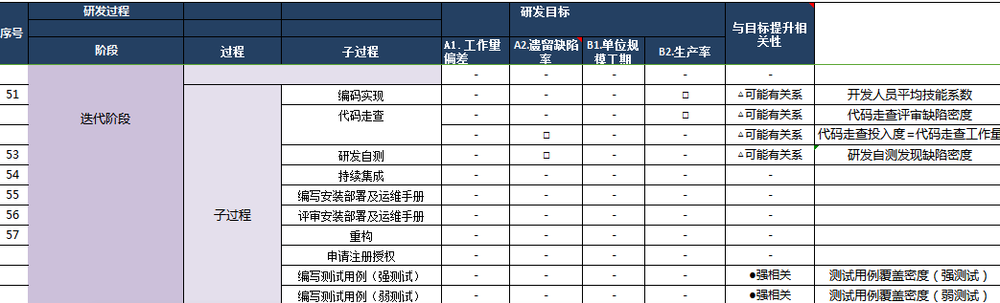 序号 研发过程 研发目标 与目标提升相关性
阶段 过程 子过程 A1.工作量偏差 A2.遗留缺陷率 B1.单位规模工期 B2.生产率
- - - - -
51 迭代阶段 子过程 编码实现 - - - □ △可能有关系 开发人员平均技能系数
代码走查 - - - □ △可能有关系 代码走查评审缺陷密度
- □ - - △可能有关系 代码走查投入度=代码走查工作量
53 研发自测 - □ - - △可能有关系 研发自测发现缺陷密度
54 持续集成 - - - - -
55 编写安装部署及运维手册 - - - - -
56 评审安装部署及运维手册 - - - - -
57 重构 - - - - -
申请注册授权 - - - - -
编写测试用例（强测试） - - - - ●强相关 测试用例覆盖密度（强测试）
编写测试用例（弱测试） - - - - ●强相关 测试用例覆盖密度（弱测试）